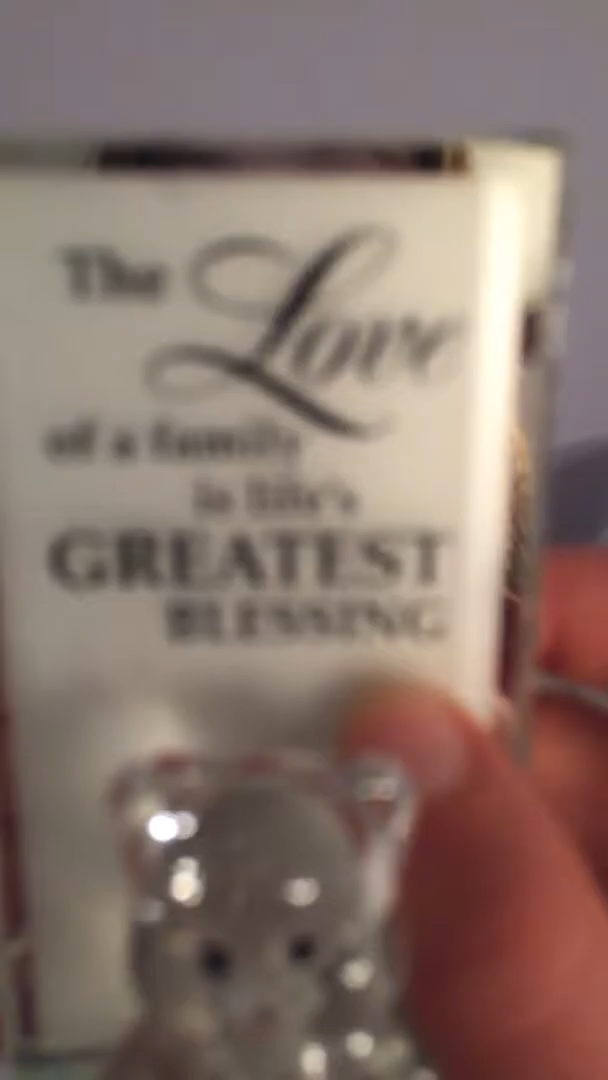 The Love
of a family
is life's
GREATEST
BLESSING